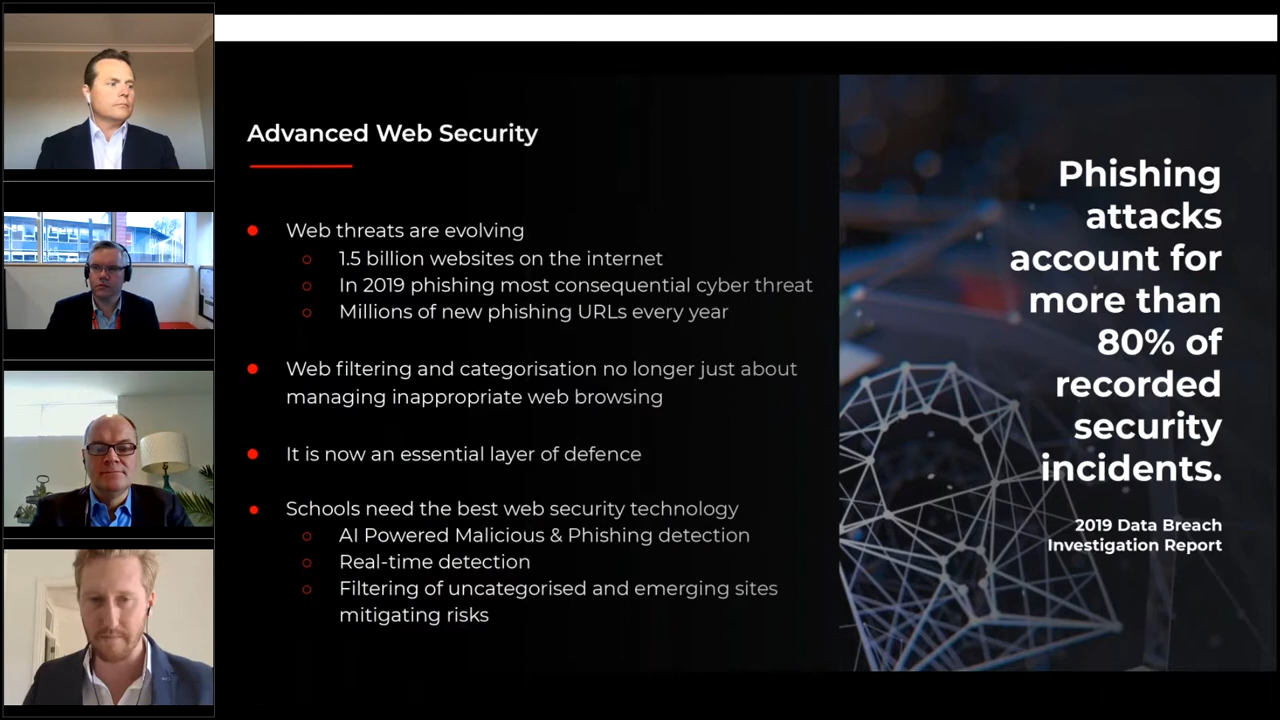 Advanced Web Security
Web threats are evolving
1.5 billion websites on the internet
In 2019 phishing most consequential cyber threat
Millions of new phishing URLs every year
Web filtering and categorisation no longer just about
managing inappropriate web browsing
It is now an essential layer of defence
Schools need the best web security technology
AI Powered Malicious & Phishing detection
Real-time detection
Filtering of uncategorised and emerging sites
mitigating risks
Phishing
attacks
account for
more than
80% of
recorded
security
incidents.
2019 Data Breach
Investigation Report